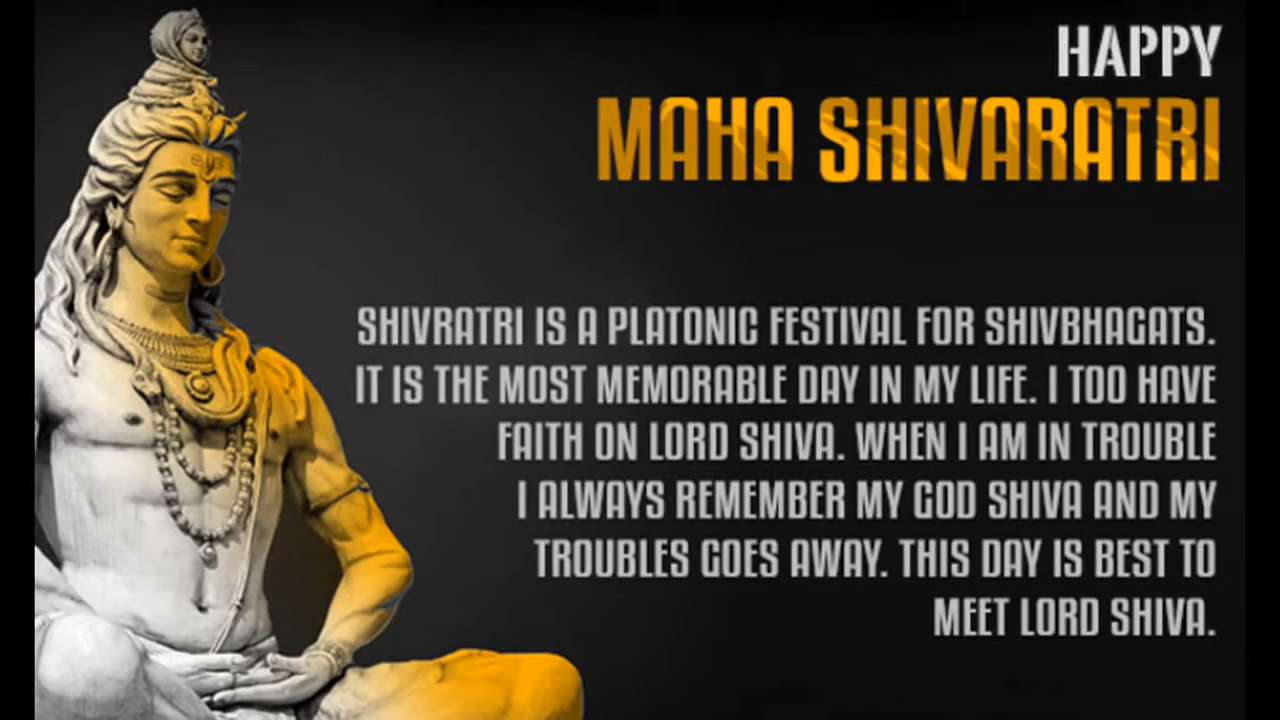 HAPPY
MAHA SHIVARATRI
SHIVRATRI IS A PLATONIC FESTIVAL FOR SHIVBHAGATS.
IT IS THE MOST MEMORABLE DAY IN MY LIFE. I TOO HAVE
FAITH ON LORD SHIVA. WHEN I AM IN TROUBLE
I ALWAYS REMEMBER MY GOD SHIVA AND MY
TROUBLES GOES AWAY. THIS DAY IS BEST TO
MEET LORD SHIVA.